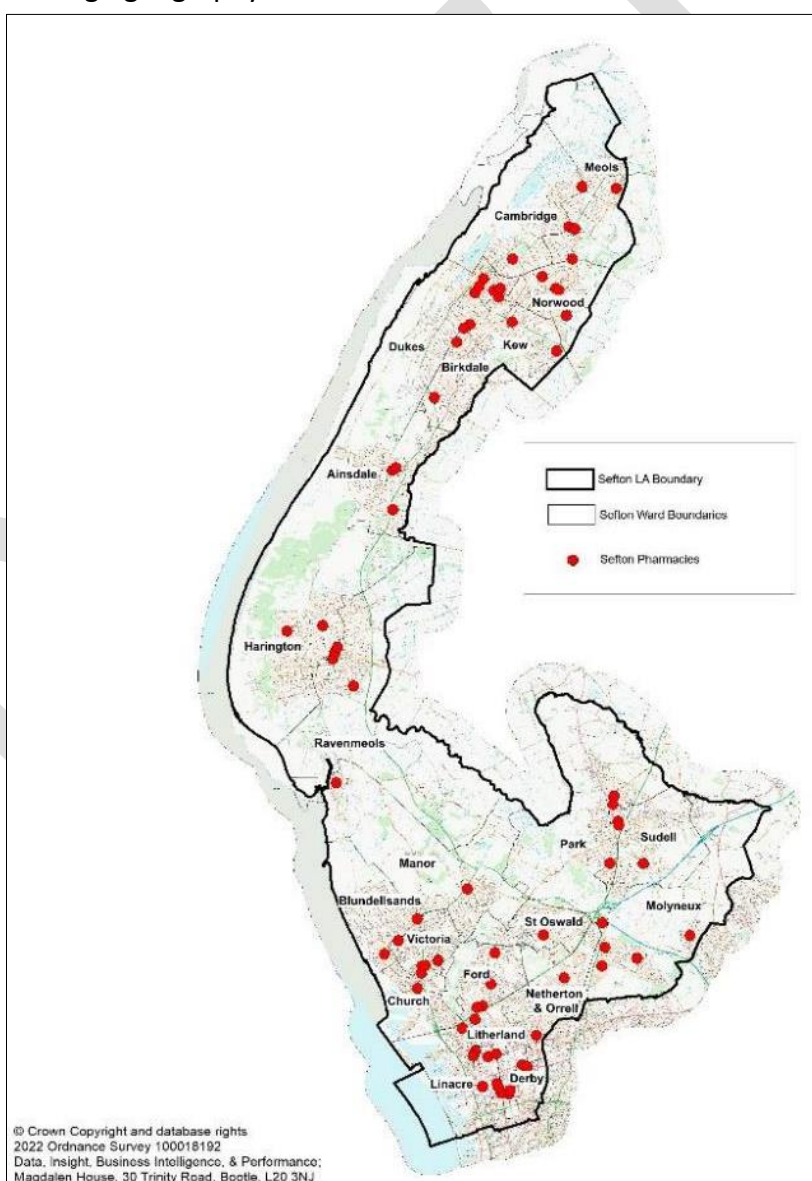 Meols
Cambridge
Norwood
Dukes
Kew
Birkdale
Ainsdale
Sefton LA Boundary
Sefton Ward Boundaries
Sefton Pharmacies
Harington
Ravenmeols
Park
Sudell
Manor
Blundellsands
Molyneux
St Oswald
Victoria
Ford
Church
Netherton
& Orrell
Litherland
Linacre
Derby
© Crown Copyright and database rights
2022 Ordnance Survey 100018192
Data, Insight, Business Intelligence, & Performance;
Magdalen House, 30 Trinity Road, Bootle, L20 3NJ